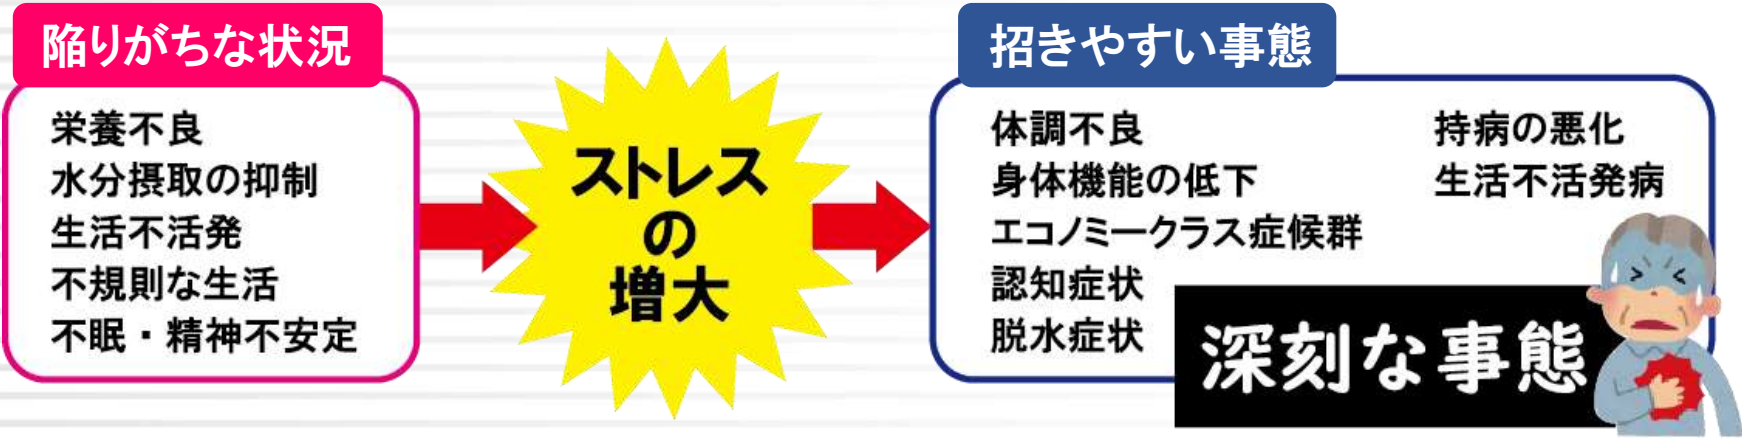 陥りがちな状況
栄養不良
水分摂取の抑制
生活不活発
不規則な生活
不眠・精神不安定
ストレス
の
増大
招きやすい事態
体調不良
身体機能の低下
エコノミークラス症候群
認知症状
脱水症状
持病の悪化
生活不活発病
深刻な事態